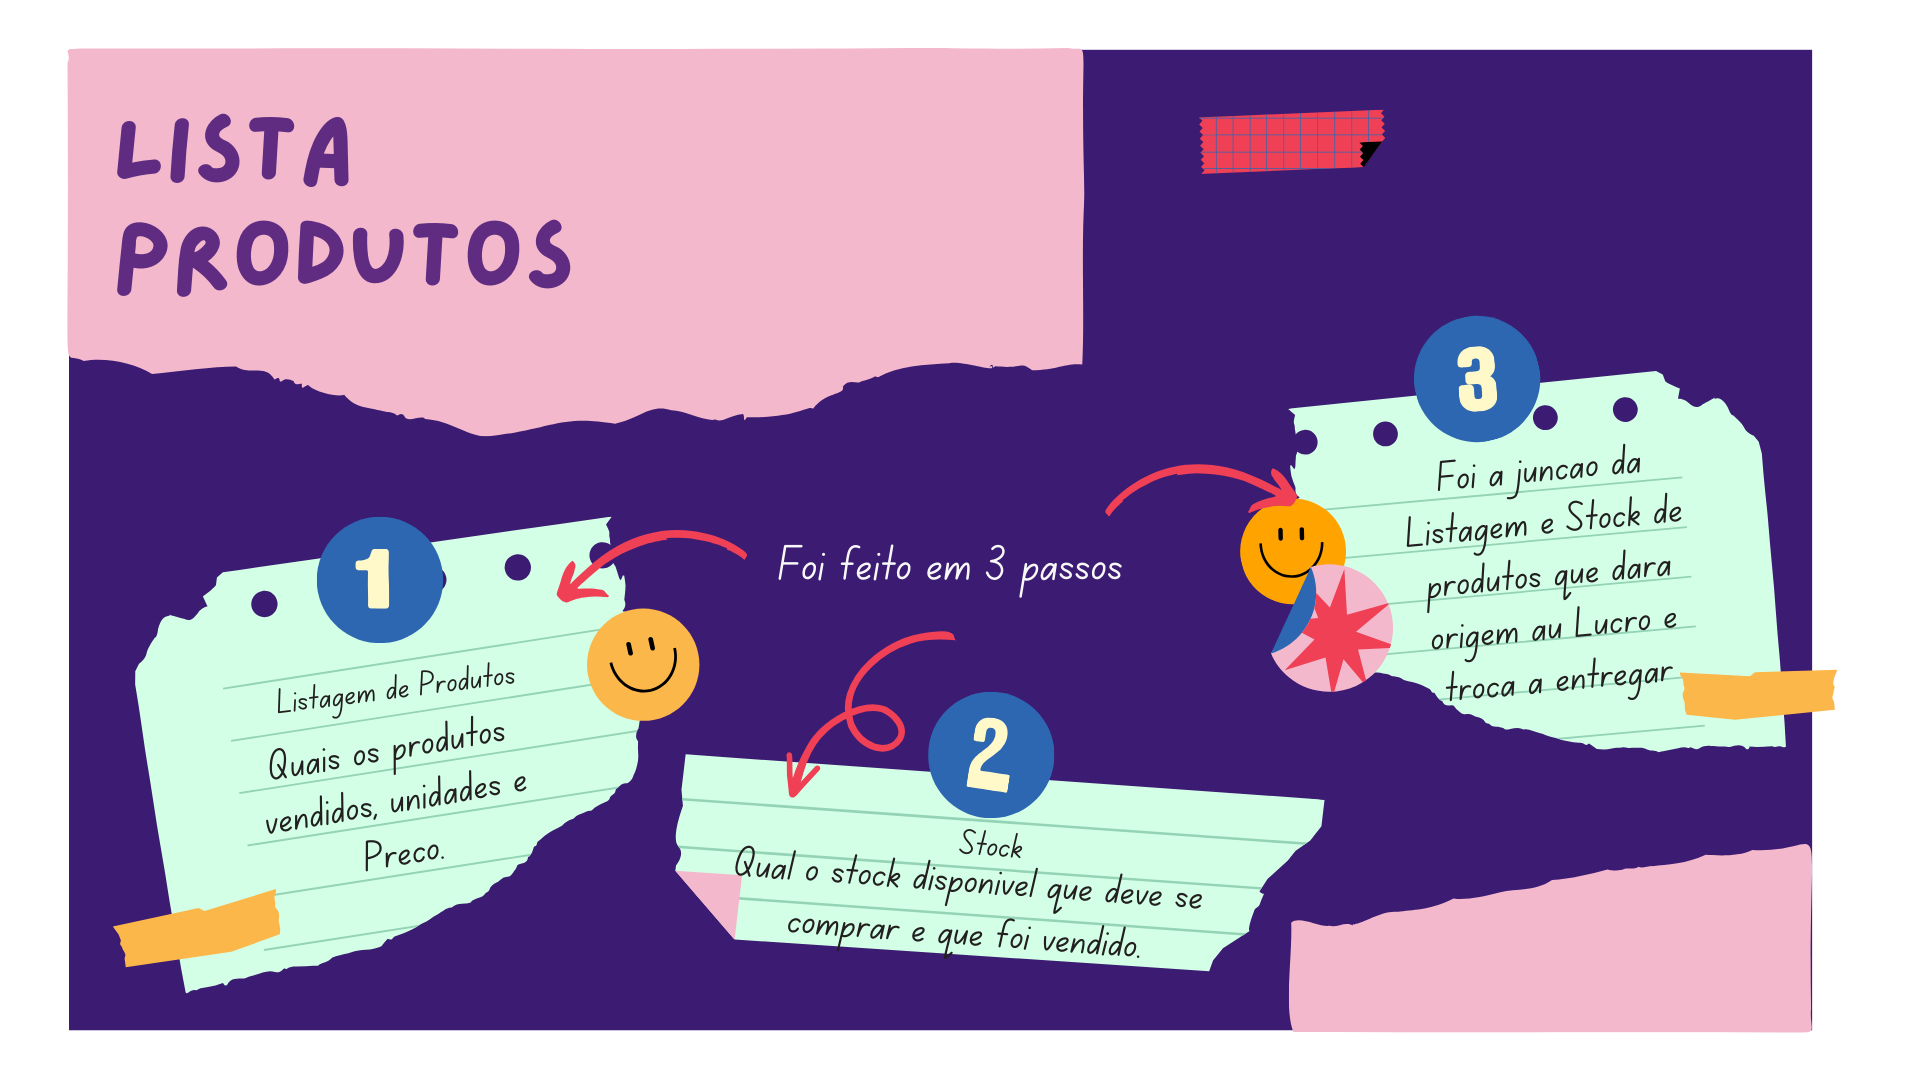 LISTA
PRODUTOS
Foi feito em 3 passos
1
Listagem de Produtos
Quais os produtos
vendidos, unidades e
Preco.
2
Stock
Qual o stock disponivel que deve se
comprar e que foi vendido.
3
Foi a juncao da
Listagem e Stock de
produtos que dara
origem au Lucro e
troca a entregar